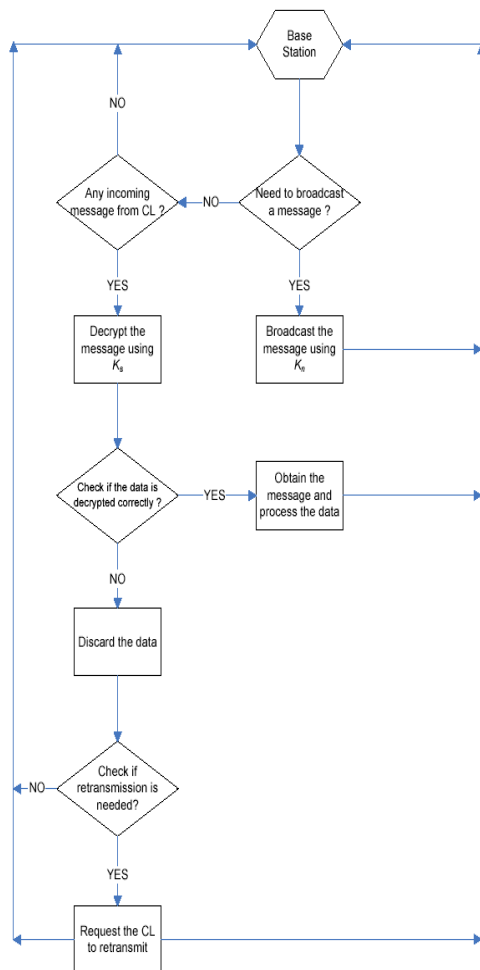 Base
Station
NO
Any incoming
message from CL ?
NO
Need to broadcast
a message ?
YES
YES
Decrypt the
message using
Ks
Broadcast the
message using
Kn
Check if the data is
decrypted correctly ?
YES
Obtain the
message and
process the data
NO
Discard the data
Check if
retransmission is
needed?
NO
YES
Request the CL
to retransmit